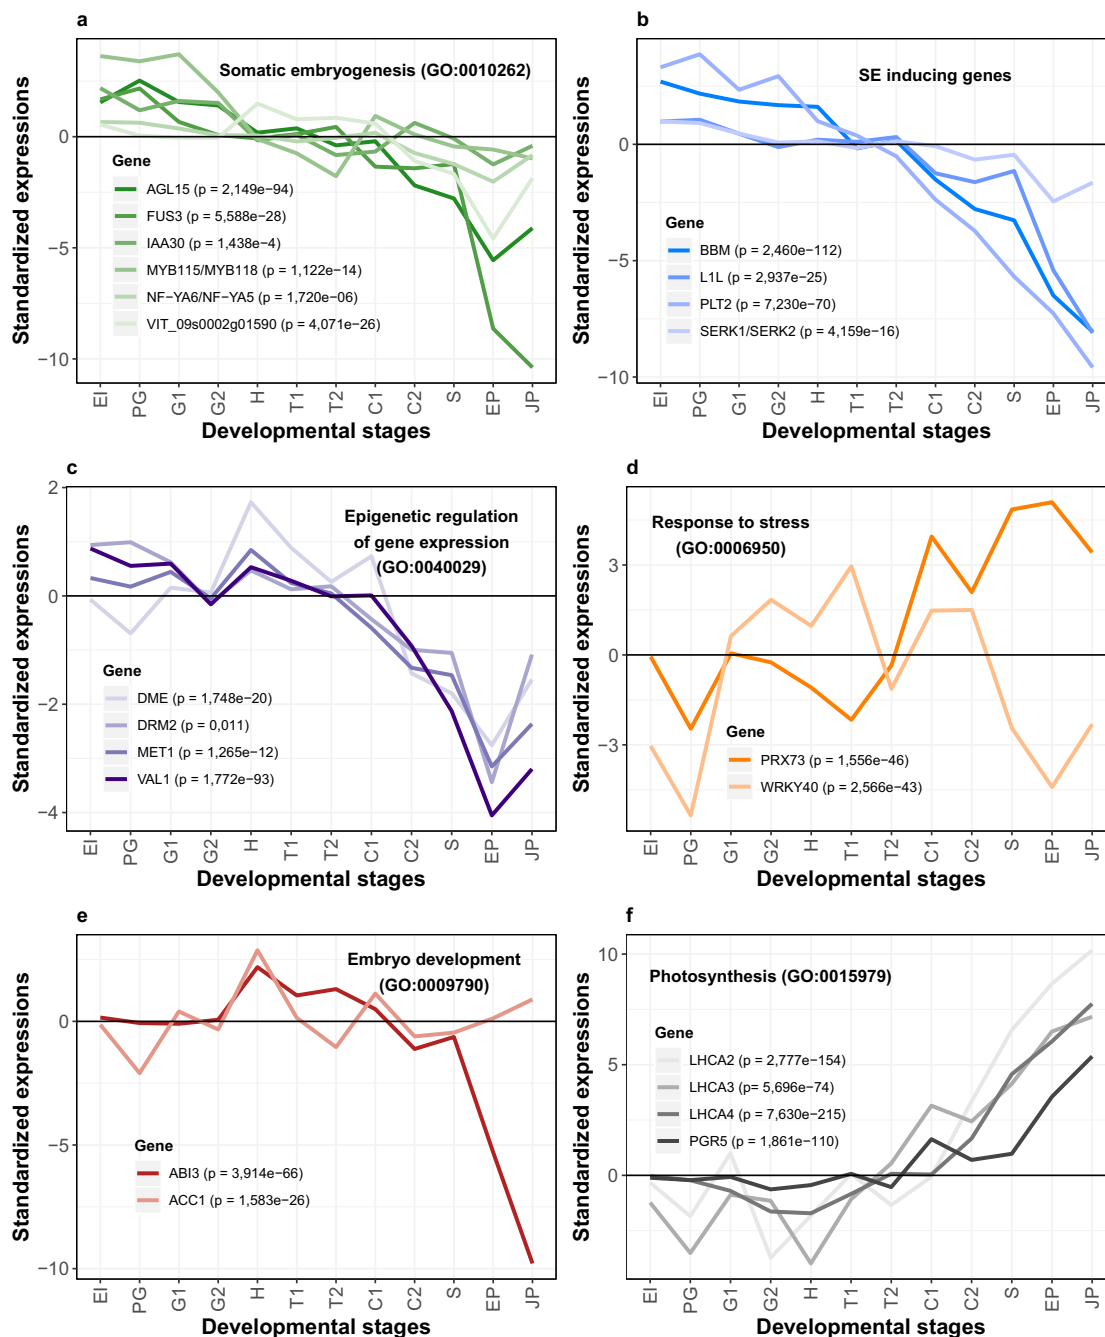 a
Somatic embryogenesis (GO:0010262)
Standardized expressions
0
−5
−10
Gene
AGL15 (p = 2,149e−94)
FUS3 (p = 5,588e−28)
IAA30 (p = 1,438e−4)
MYB115/MYB118 (p = 1,122e−14)
NF−YA6/NF−YA5 (p = 1,720e−06)
VIT_09s0002g01590 (p = 4,071e−26)
EI PG G1 G2 H T1 T2 C1 C2 S EP JP
Developmental stages
b
SE inducing genes
Standardized expressions
0
−5
−10
Gene
BBM (p = 2,460e−112)
L1L (p = 2,937e−25)
PLT2 (p = 7,230e−70)
SERK1/SERK2 (p = 4,159e−16)
EI PG G1 G2 H T1 T2 C1 C2 S EP JP
Developmental stages
c
Epigenetic regulation
of gene expression
(GO:0040029)
Standardized expressions
2
0
−2
−4
Gene
DME (p = 1,748e−20)
DRM2 (p = 0,011)
MET1 (p = 1,265e−12)
VAL1 (p = 1,772e−93)
EI PG G1 G2 H T1 T2 C1 C2 S EP JP
Developmental stages
d
Response to stress
(GO:0006950)
Standardized expressions
3
0
−3
Gene
PRX73 (p = 1,556e−46)
WRKY40 (p = 2,566e−43)
EI PG G1 G2 H T1 T2 C1 C2 S EP JP
Developmental stages
e
Embryo development
(GO:0009790)
Standardized expressions
0
−5
−10
Gene
ABI3 (p = 3,914e−66)
ACC1 (p = 1,583e−26)
EI PG G1 G2 H T1 T2 C1 C2 S EP JP
Developmental stages
f
Photosynthesis (GO:0015979)
Standardized expressions
10
5
0
Gene
LHCA2 (p = 2,777e−154)
LHCA3 (p= 5,696e−74)
LHCA4 (p = 7,630e−215)
PGR5 (p = 1,861e−110)
EI PG G1 G2 H T1 T2 C1 C2 S EP JP
Developmental stages